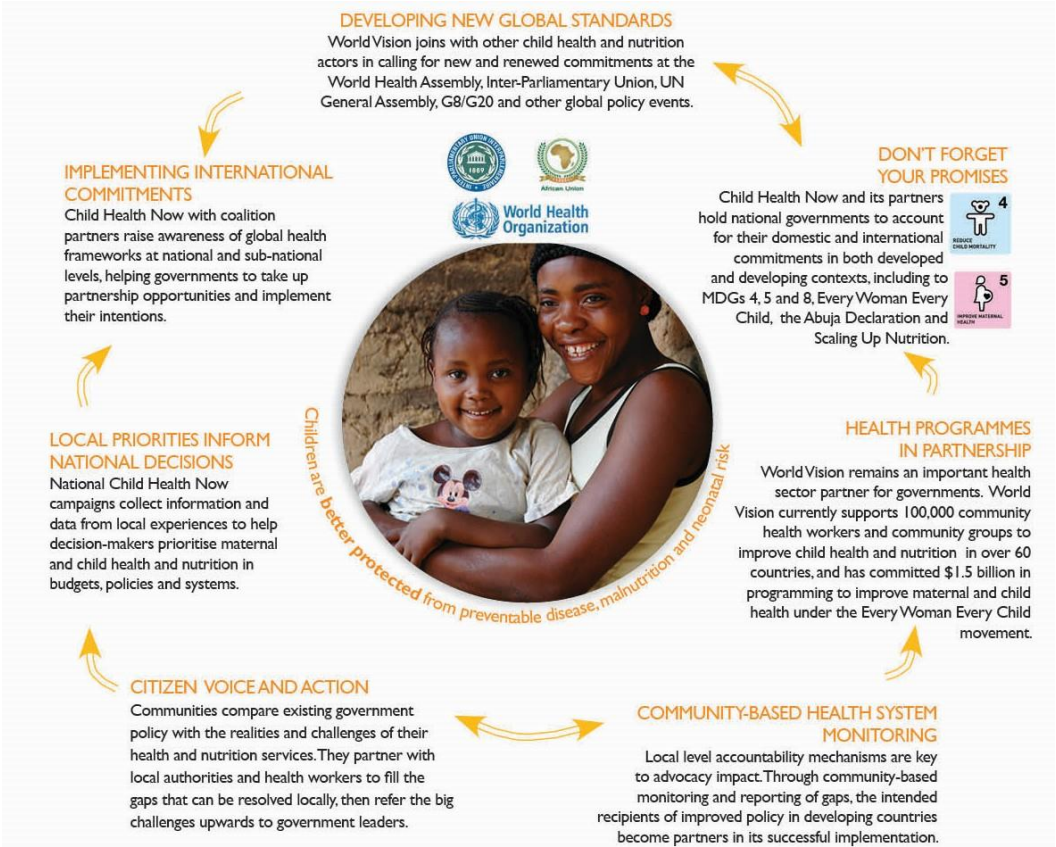 DEVELOPING NEW GLOBAL STANDARDS
World Vision joins with other child health and nutrition
actors in calling for new and renewed commitments at the
World Health Assembly, Inter-Parliamentary Union, UN
General Assembly, G8/G20 and other global policy events.
INTER-PARLIAMENTARY UNION
1889
African Union
World Health
Organization
IMPLEMENTING INTERNATIONAL
COMMITMENTS
Child Health Now with coalition
partners raise awareness of global health
frameworks at national and sub-national
levels, helping governments to take up
partnership opportunities and implement
their intentions.
DON'T FORGET
YOUR PROMISES
Child Health Now and its partners
hold national governments to account
for their domestic and international
commitments in both developed
and developing contexts, including to
MDGs 4, 5 and 8, Every Woman Every
Child, the Abuja Declaration and
Scaling Up Nutrition.
4
REDUCE
CHILD MORTALITY
5
IMPROVE MATERNAL
HEALTH
LOCAL PRIORITIES INFORM
NATIONAL DECISIONS
National Child Health Now
campaigns collect information and
data from local experiences to help
decision-makers prioritise maternal
and child health and nutrition in
budgets, policies and systems.
Children are better protected from preventable disease, malnutrition and neonatal risk
HEALTH PROGRAMMES
IN PARTNERSHIP
World Vision remains an important health
sector partner for governments. World
Vision currently supports 100,000 community
health workers and community groups to
improve child health and nutrition in over 60
countries, and has committed $1.5 billion in
programming to improve maternal and child
health under the Every Woman Every Child
movement.
CITIZEN VOICE AND ACTION
Communities compare existing government
policy with the realities and challenges of their
health and nutrition services. They partner with
local authorities and health workers to fill the
gaps that can be resolved locally, then refer the big
challenges upwards to government leaders.
COMMUNITY-BASED HEALTH SYSTEM
MONITORING
Local level accountability mechanisms are key
to advocacy impact. Through community-based
monitoring and reporting of gaps, the intended
recipients of improved policy in developing countries
become partners in its successful implementation.